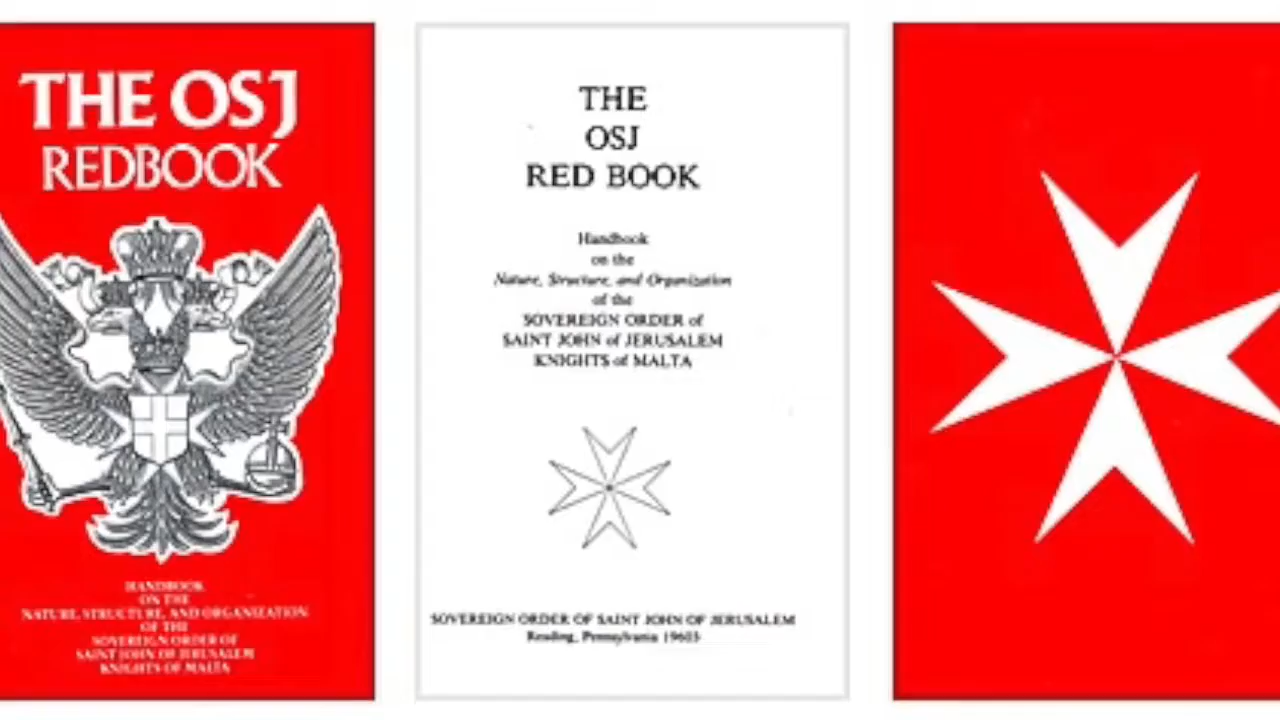 THE OSJ
REDBOOK
HANDBOOK
ON THE
NATURE, STRUCTURE, AND ORGANIZATION
OF THE
SOVEREIGN ORDER OF
SAINT JOHN OF JERUSALEM
KNIGHTS OF MALTA
THE
OSJ
RED BOOK
Handbook
on the
Nature, Structure, and Organization
of the
SOVEREIGN ORDER of
SAINT JOHN of JERUSALEM
KNIGHTS of MALTA
SOVEREIGN ORDER OF SAINT JOHN OF JERUSALEM
Reading, Pennsylvania 19603